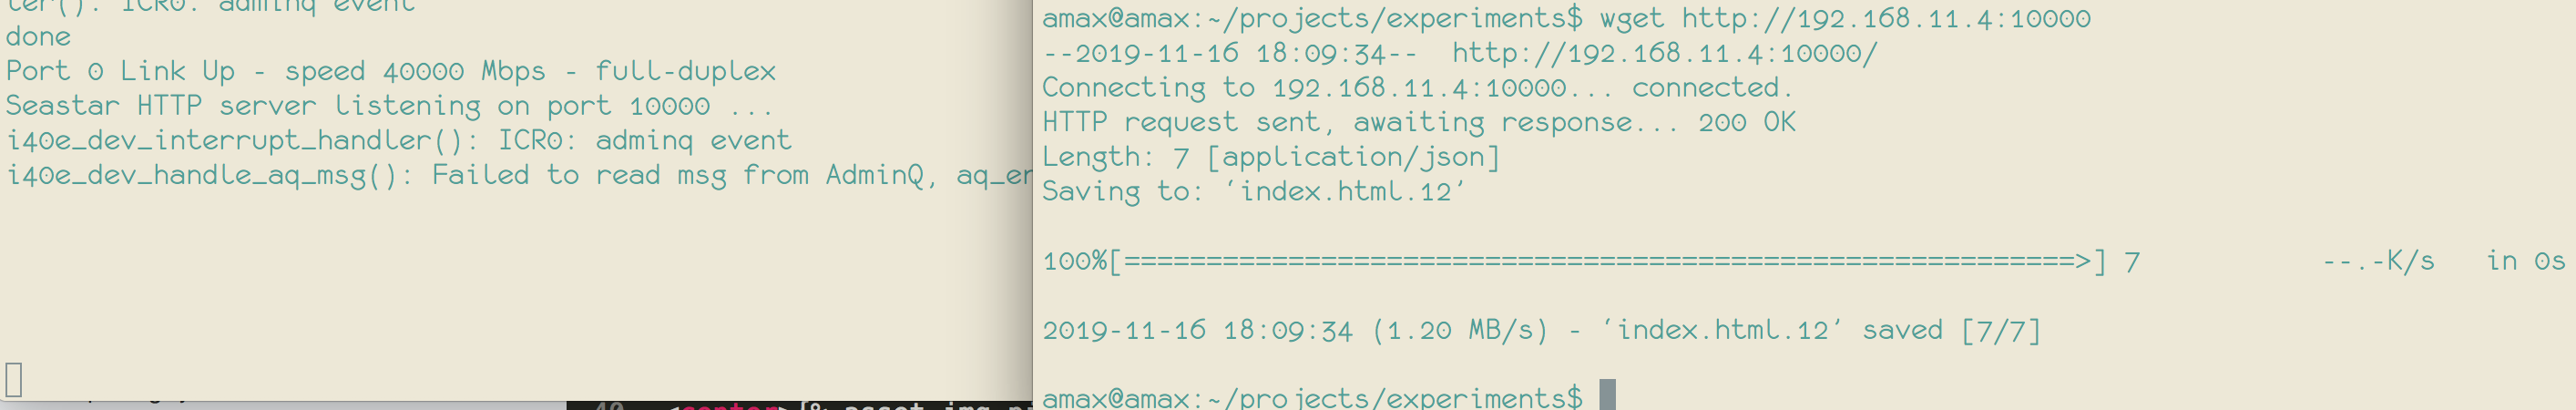 ter(): ICR0: adminq event
done
Port 0 Link Up - speed 40000 Mbps - full-duplex
Seastar HTTP server listening on port 10000 ...
i40e_dev_interrupt_handler(): ICR0: adminq event
i40e_dev_handle_aq_msg(): Failed to read msg from AdminQ, aq_er
amax@amax:~/projects/experiments$ wget http://192.168.11.4:10000
--2019-11-16 18:09:34--  http://192.168.11.4:10000/
Connecting to 192.168.11.4:10000... connected.
HTTP request sent, awaiting response... 200 OK
Length: 7 [application/json]
Saving to: ‘index.html.12’
100%[==========================================================>] 7           --.-K/s   in 0s
2019-11-16 18:09:34 (1.20 MB/s) - ‘index.html.12’ saved [7/7]
amax@amax:~/projects/experiments$